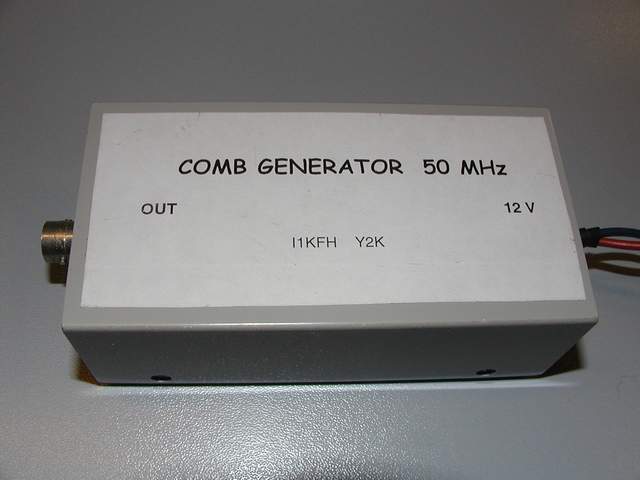 COMB GENERATOR 50 MHz
OUT 12 V
I1KFH Y2K